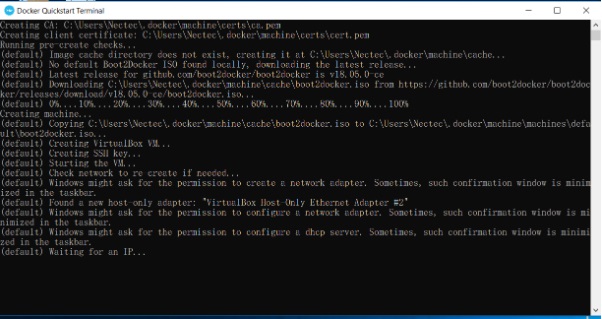 Docker Quickstart Terminal
Creating CA: C:\Users\Nectec\.docker\machine\certs\ca.pem
Creating client certificate: C:\Users\Nectec\.docker\machine\certs\cert.pem
Running pre-create checks...
(default) Image cache directory does not exist, creating it at C:\Users\Nectec\.docker\machine\cache...
(default) No default Boot2Docker ISO found locally, downloading the latest release...
(default) Latest release for github.com/boot2docker/boot2docker is v18.05.0-ce
(default) Downloading C:\Users\Nectec\.docker\machine\cache\boot2docker.iso from https://github.com/boot2docker/boot2doc
ker/releases/download/v18.05.0-ce/boot2docker.iso...
(default) 0%....10%....20%....30%....40%....50%....60%....70%....80%....90%....100%
Creating machine...
(default) Copying C:\Users\Nectec\.docker\machine\cache\boot2docker.iso to C:\Users\Nectec\.docker\machine\machines\defa
ult\boot2docker.iso...
(default) Creating VirtualBox VM...
(default) Creating SSH key...
(default) Starting the VM...
(default) Check network to re-create if needed...
(default) Windows might ask for the permission to create a network adapter. Sometimes, such confirmation window is minim
ized in the taskbar.
(default) Found a new host-only adapter: "VirtualBox Host-Only Ethernet Adapter #2"
(default) Windows might ask for the permission to configure a network adapter. Sometimes, such confirmation window is mi
nimized in the taskbar.
(default) Windows might ask for the permission to configure a dhcp server. Sometimes, such confirmation window is minimi
zed in the taskbar.
(default) Waiting for an IP...